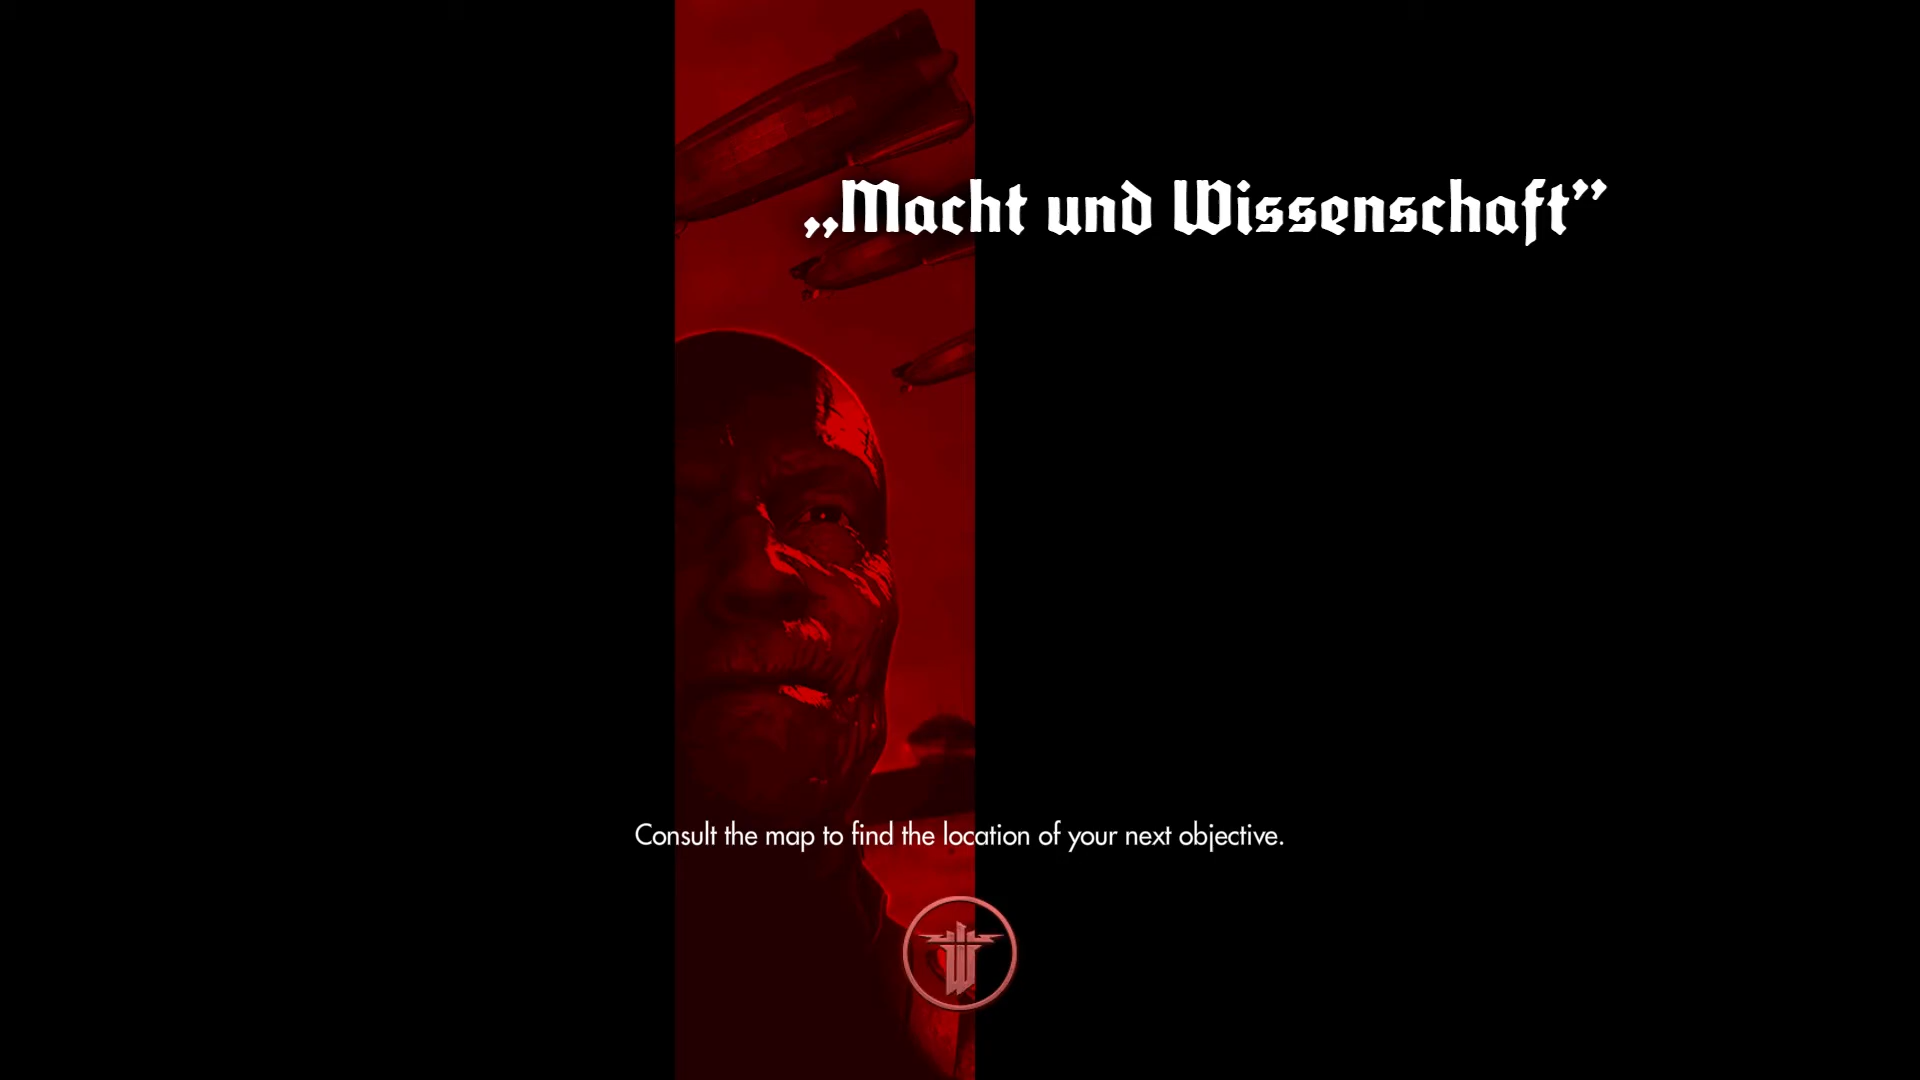 „Macht und Wissenschaft”
Consult the map to find the location of your next objective.